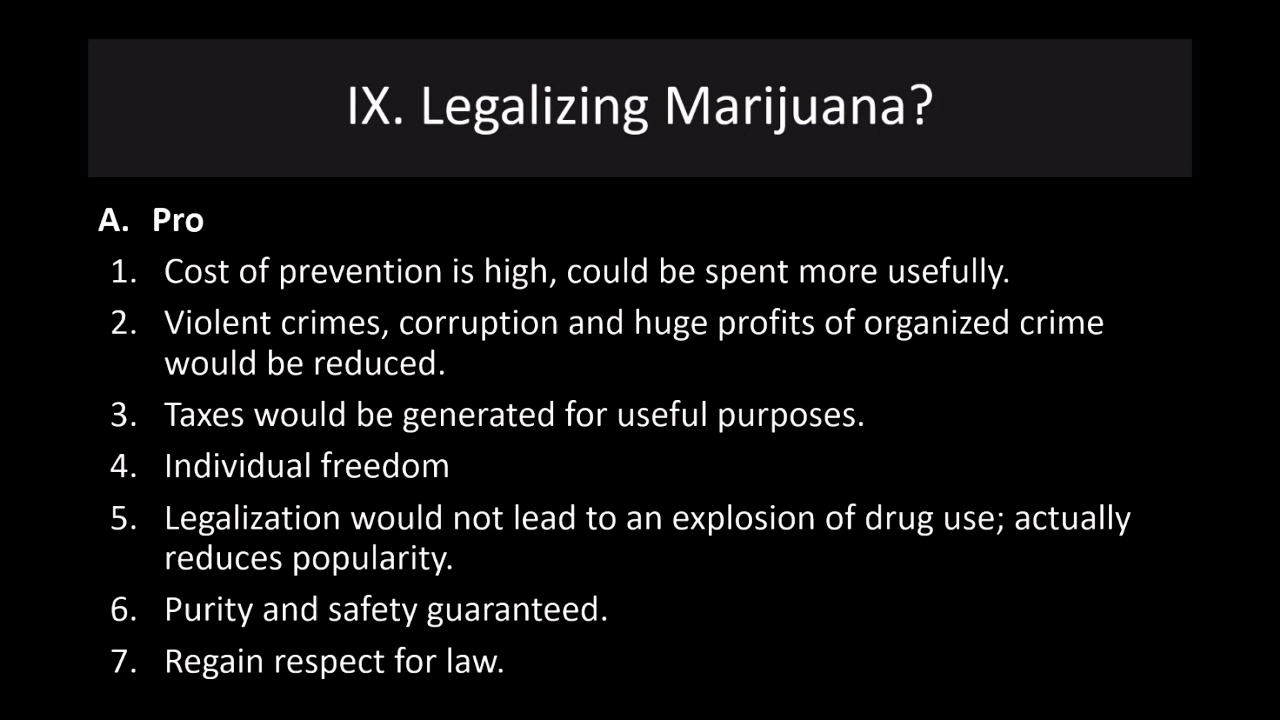 IX. Legalizing Marijuana?
A. Pro
1. Cost of prevention is high, could be spent more usefully.
2. Violent crimes, corruption and huge profits of organized crime
would be reduced.
3. Taxes would be generated for useful purposes.
4. Individual freedom
5. Legalization would not lead to an explosion of drug use; actually
reduces popularity.
6. Purity and safety guaranteed.
7. Regain respect for law.